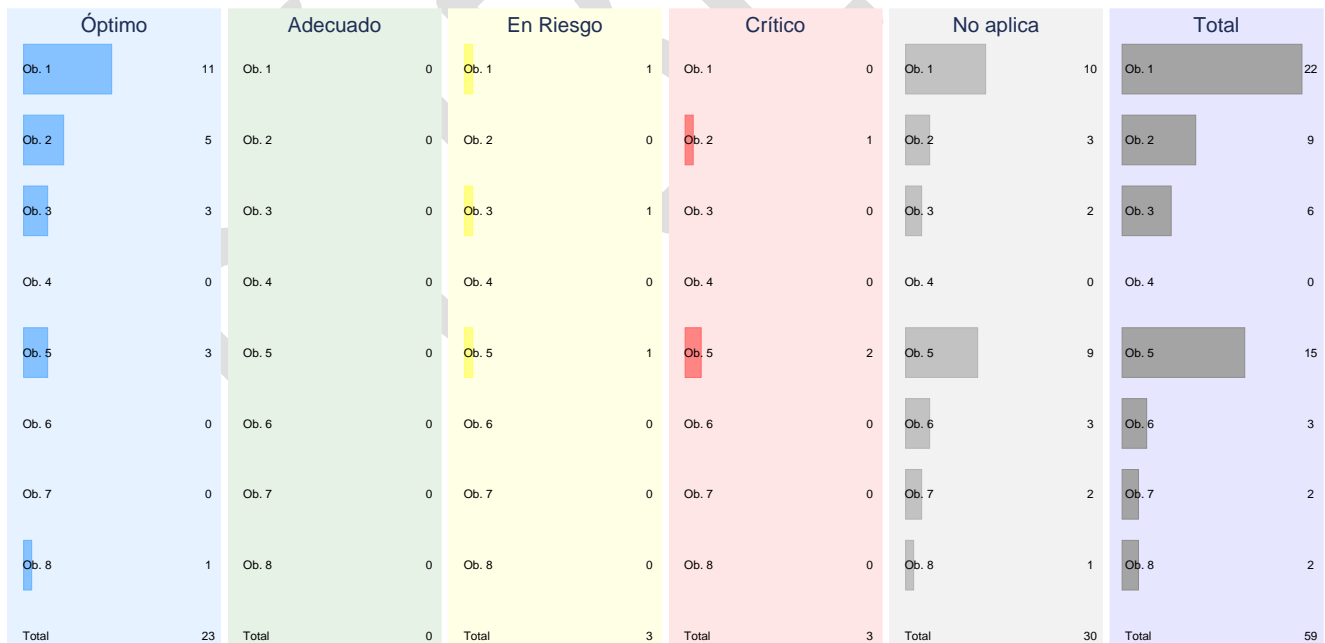 Óptimo Adecuado En Riesgo Crítico No aplica Total
Ob. 1 11 Ob. 1 0 Ob. 1 1 Ob. 1 0 Ob. 1 10 Ob. 1 22
Ob. 2 5 Ob. 2 0 Ob. 2 0 Ob. 2 1 Ob. 2 3 Ob. 2 9
Ob. 3 3 Ob. 3 0 Ob. 3 1 Ob. 3 0 Ob. 3 2 Ob. 3 6
Ob. 4 0 Ob. 4 0 Ob. 4 0 Ob. 4 0 Ob. 4 0 Ob. 4 0
Ob. 5 3 Ob. 5 0 Ob. 5 1 Ob. 5 2 Ob. 5 9 Ob. 5 15
Ob. 6 0 Ob. 6 0 Ob. 6 0 Ob. 6 0 Ob. 6 3 Ob. 6 3
Ob. 7 0 Ob. 7 0 Ob. 7 0 Ob. 7 0 Ob. 7 2 Ob. 7 2
Ob. 8 1 Ob. 8 0 Ob. 8 0 Ob. 8 0 Ob. 8 1 Ob. 8 2
Total 23 Total 0 Total 3 Total 3 Total 30 Total 59